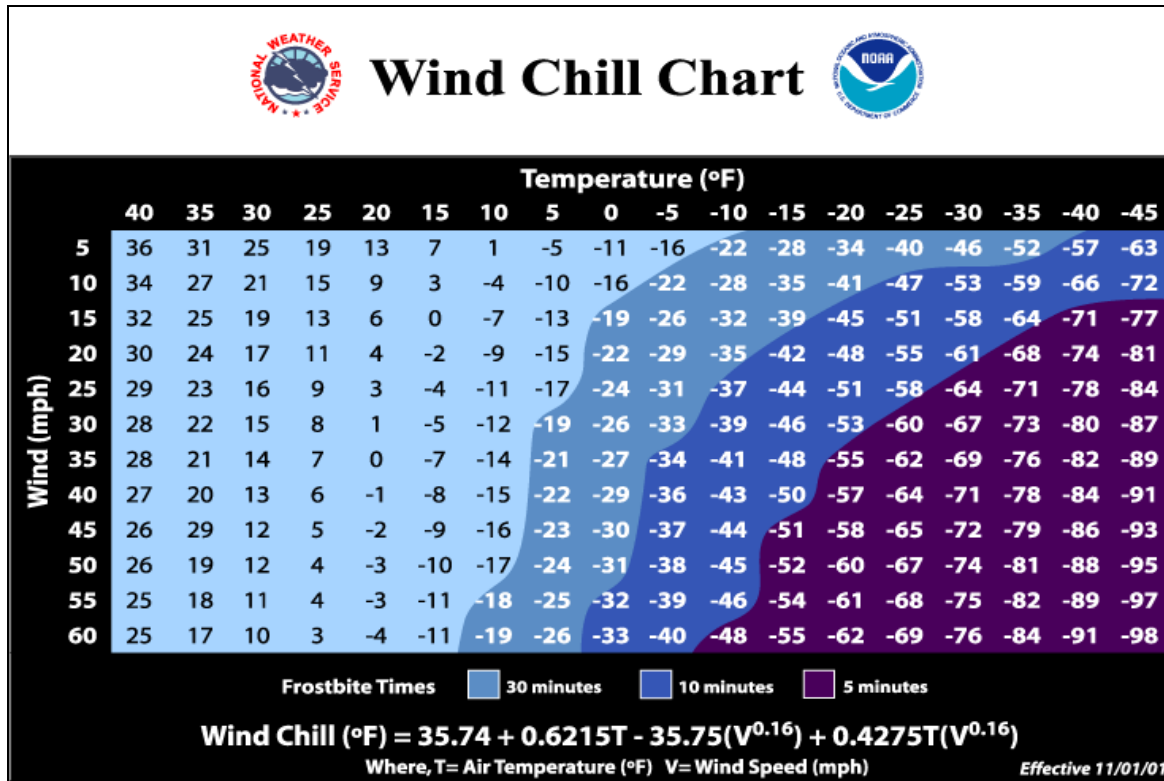 NATIONAL WEATHER SERVICE
Wind Chill Chart
NATIONAL OCEANIC AND ATMOSPHERIC ADMINISTRATION
NOAA
U.S. DEPARTMENT OF COMMERCE
Temperature (ºF)
40 35 30 25 20 15 10 5 0 -5 -10 -15 -20 -25 -30 -35 -40 -45
Wind (mph)
5 36 31 25 19 13 7 1 -5 -11 -16 -22 -28 -34 -40 -46 -52 -57 -63
10 34 27 21 15 9 3 -4 -10 -16 -22 -28 -35 -41 -47 -53 -59 -66 -72
15 32 25 19 13 6 0 -7 -13 -19 -26 -32 -39 -45 -51 -58 -64 -71 -77
20 30 24 17 11 4 -2 -9 -15 -22 -29 -35 -42 -48 -55 -61 -68 -74 -81
25 29 23 16 9 3 -4 -11 -17 -24 -31 -37 -44 -51 -58 -64 -71 -78 -84
30 28 22 15 8 1 -5 -12 -19 -26 -33 -39 -46 -53 -60 -67 -73 -80 -87
35 28 21 14 7 0 -7 -14 -21 -27 -34 -41 -48 -55 -62 -69 -76 -82 -89
40 27 20 13 6 -1 -8 -15 -22 -29 -36 -43 -50 -57 -64 -71 -78 -84 -91
45 26 29 12 5 -2 -9 -16 -23 -30 -37 -44 -51 -58 -65 -72 -79 -86 -93
50 26 19 12 4 -3 -10 -17 -24 -31 -38 -45 -52 -60 -67 -74 -81 -88 -95
55 25 18 11 4 -3 -11 -18 -25 -32 -39 -46 -54 -61 -68 -75 -82 -89 -97
60 25 17 10 3 -4 -11 -19 -26 -33 -40 -48 -55 -62 -69 -76 -84 -91 -98
Frostbite Times 30 minutes 10 minutes 5 minutes
Wind Chill (ºF) = 35.74 + 0.6215T - 35.75(V^0.16) + 0.4275T(V^0.16)
Where, T= Air Temperature (ºF) V= Wind Speed (mph) Effective 11/01/01